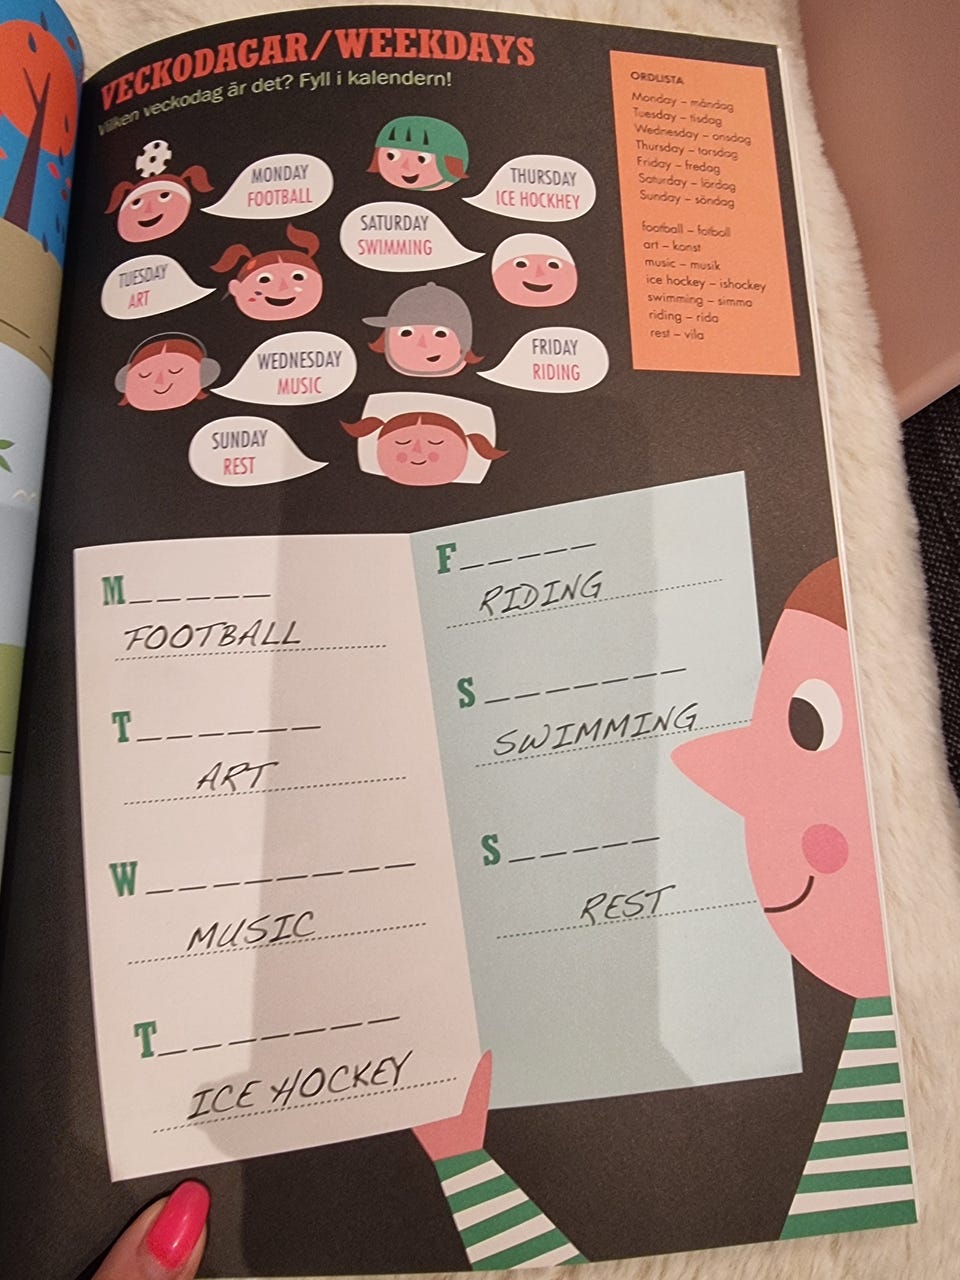 VECKODAGAR/WEEKDAYS
Vilken veckodag är det? Fyll i kalendern!
MONDAY
FOOTBALL
THURSDAY
ICE HOCKHEY
SATURDAY
SWIMMING
TUESDAY
ART
WEDNESDAY
MUSIC
FRIDAY
RIDING
SUNDAY
REST
ORDLISTA
Monday – måndag
Tuesday – tisdag
Wednesday – onsdag
Thursday – torsdag
Friday – fredag
Saturday – lördag
Sunday – söndag
football – fotboll
art – konst
music – musik
ice hockey – ishockey
swimming – simma
riding – rida
rest – vila
M_____
FOOTBALL
T______
ART
W________
MUSIC
T_______
ICE HOCKEY
F_____
RIDING
S_______
SWIMMING
S_____
REST